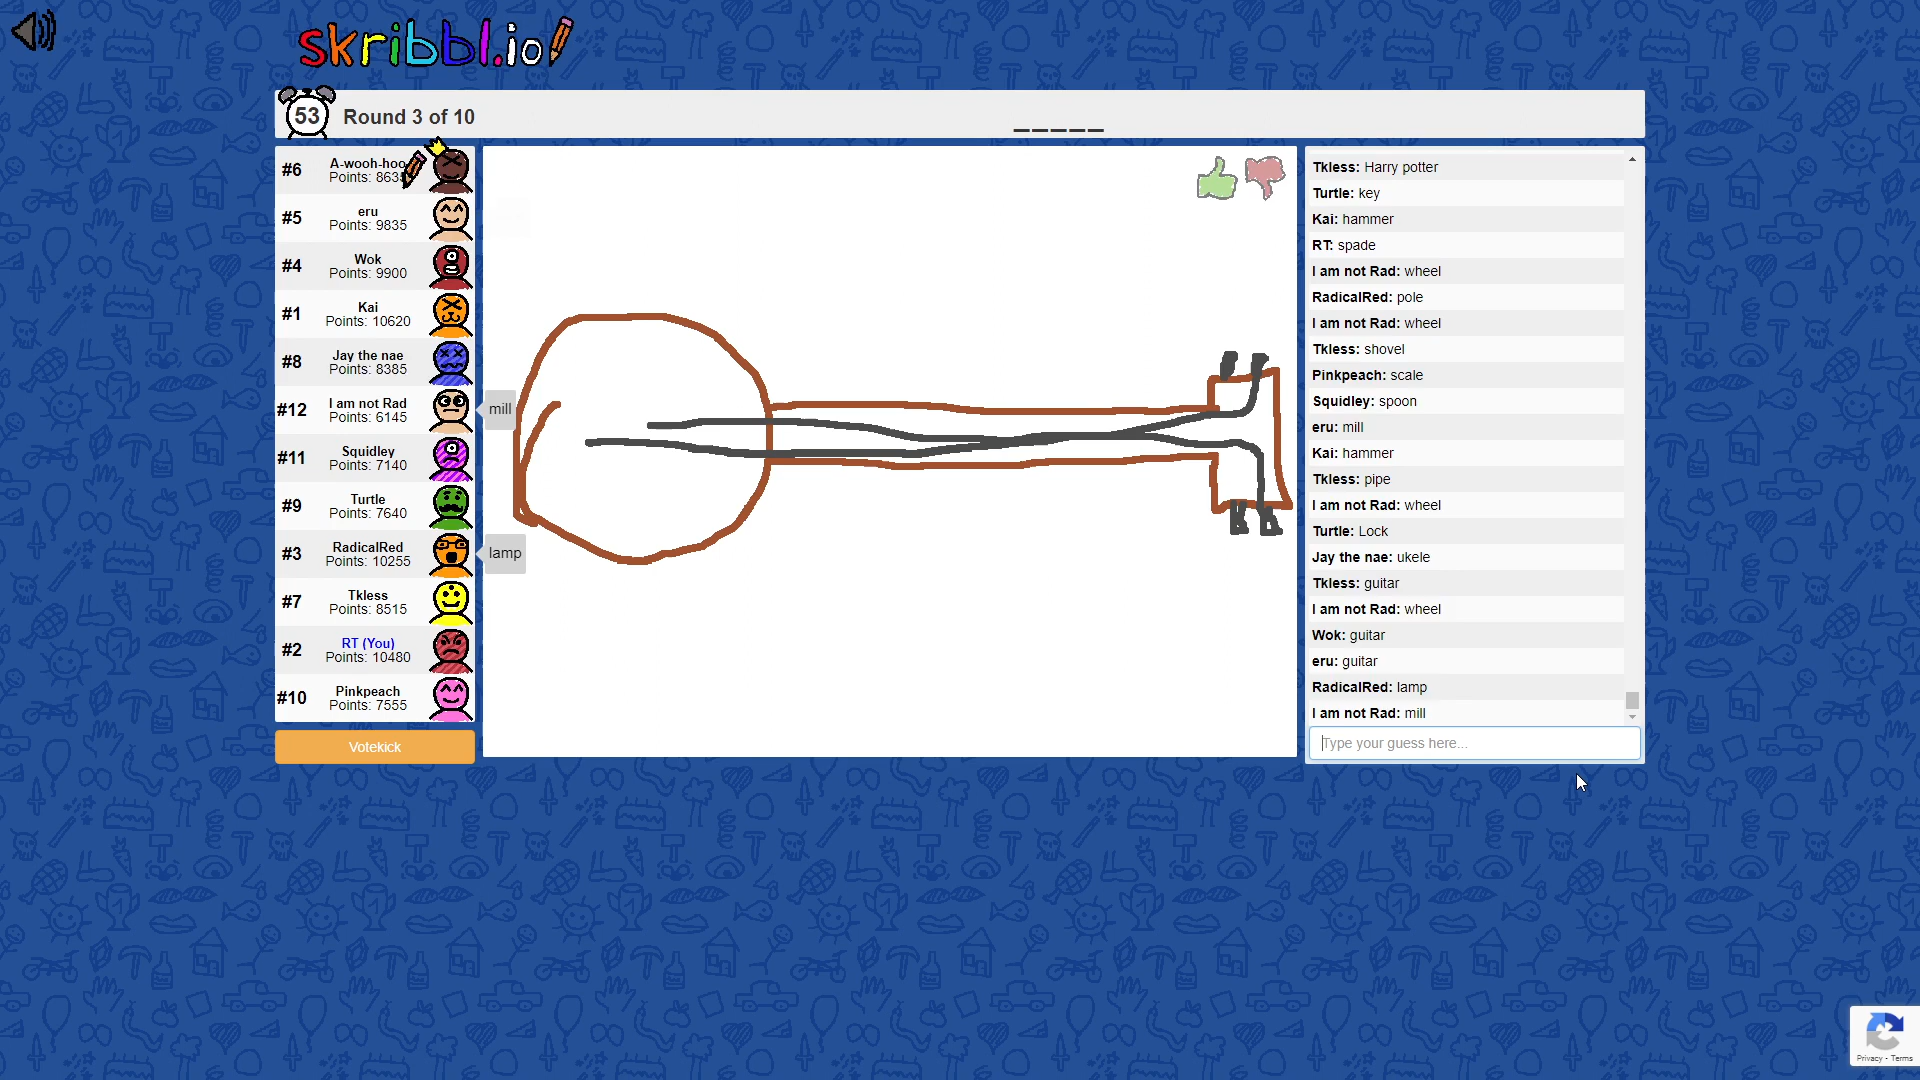 skribbl.io
53
Round 3 of 10
_____
#6
A-wooh-hoo
Points: 8635
#5
eru
Points: 9835
#4
Wok
Points: 9900
#1
Kai
Points: 10620
#8
Jay the nae
Points: 8385
#12
I am not Rad
Points: 6145
mill
#11
Squidley
Points: 7140
#9
Turtle
Points: 7640
#3
RadicalRed
Points: 10255
lamp
#7
Tkless
Points: 8515
#2
RT (You)
Points: 10480
#10
Pinkpeach
Points: 7555
Votekick
Tkless: Harry potter
Turtle: key
Kai: hammer
RT: spade
I am not Rad: wheel
RadicalRed: pole
I am not Rad: wheel
Tkless: shovel
Pinkpeach: scale
Squidley: spoon
eru: mill
Kai: hammer
Tkless: pipe
I am not Rad: wheel
Turtle: Lock
Jay the nae: ukele
Tkless: guitar
I am not Rad: wheel
Wok: guitar
eru: guitar
RadicalRed: lamp
I am not Rad: mill
Type your guess here...
Privacy - Terms